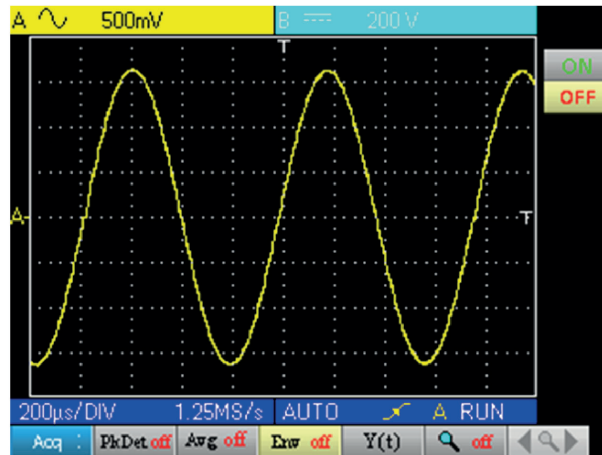 A 500mV B 200 V
T
ON
OFF
A T
200µs/DIV 1.25MS/s AUTO A RUN
Acq : PkDet off Avg off Env off Y(t) off